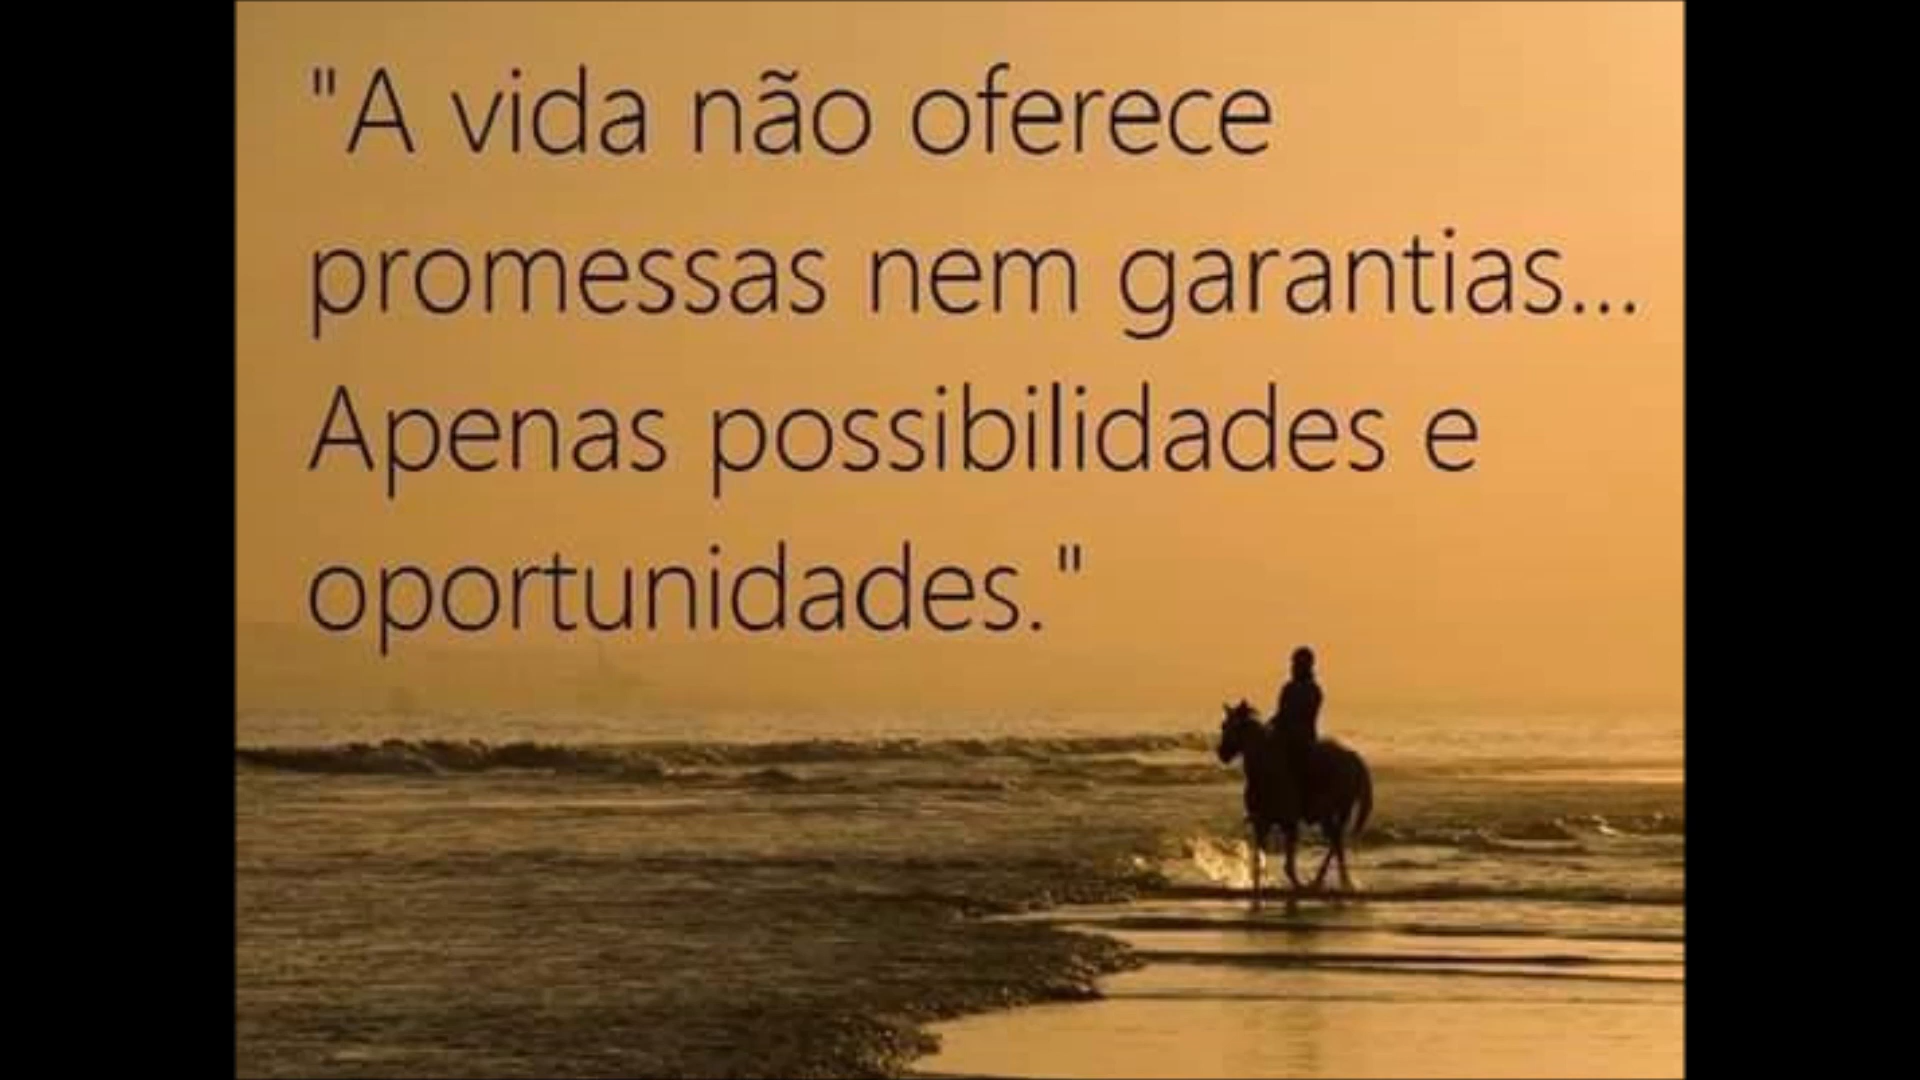 "A vida não oferece
promessas nem garantias...
Apenas possibilidades e
oportunidades."